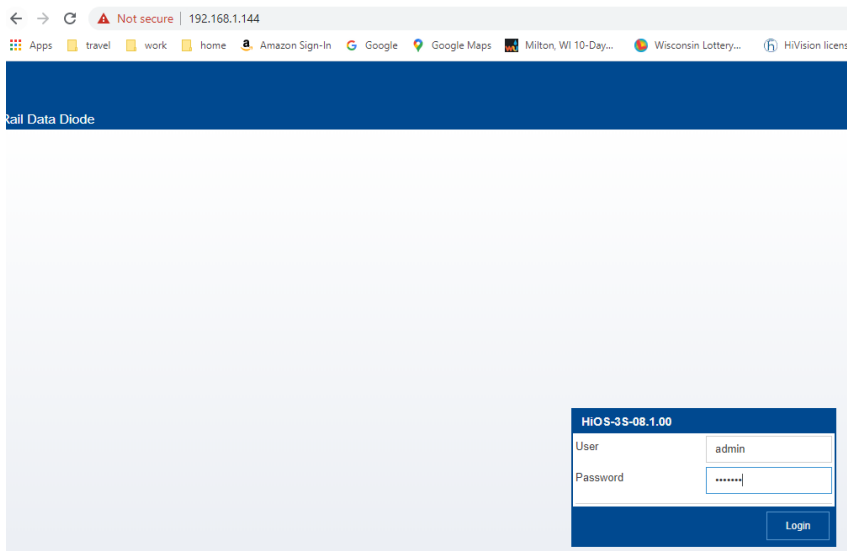 Not secure | 192.168.1.144
Apps travel work home Amazon Sign-In Google Google Maps Milton, WI 10-Day... Wisconsin Lottery... HiVision licens
Rail Data Diode
HiOS-3S-08.1.00
User admin
Password •••••••
Login